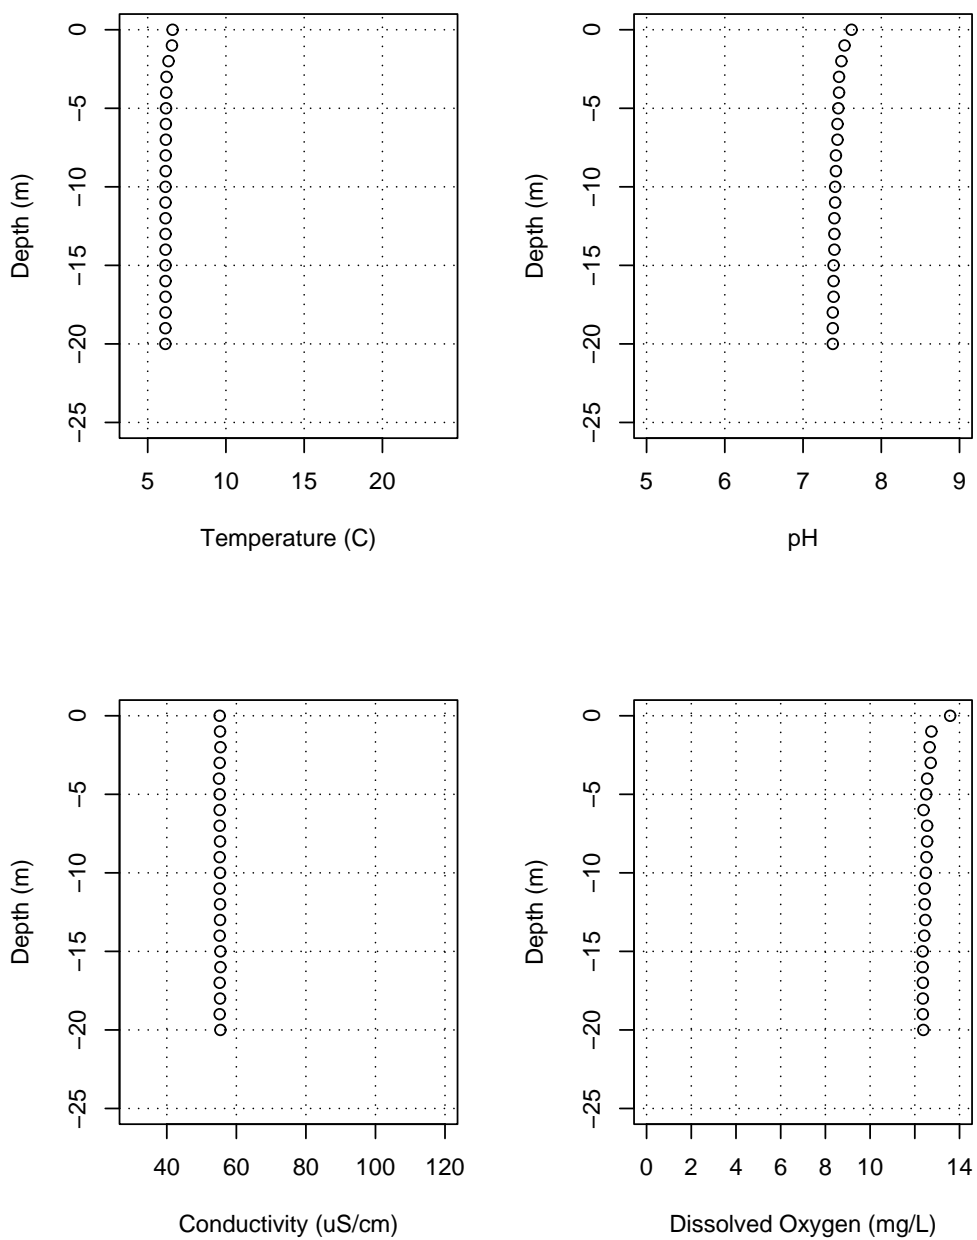 0
−5
−10
−15
−20
−25
Depth (m)
5 10 15 20
Temperature (C)
0
−5
−10
−15
−20
−25
Depth (m)
5 6 7 8 9
pH
0
−5
−10
−15
−20
−25
Depth (m)
40 60 80 100 120
Conductivity (uS/cm)
0
−5
−10
−15
−20
−25
Depth (m)
0 2 4 6 8 10 14
Dissolved Oxygen (mg/L)